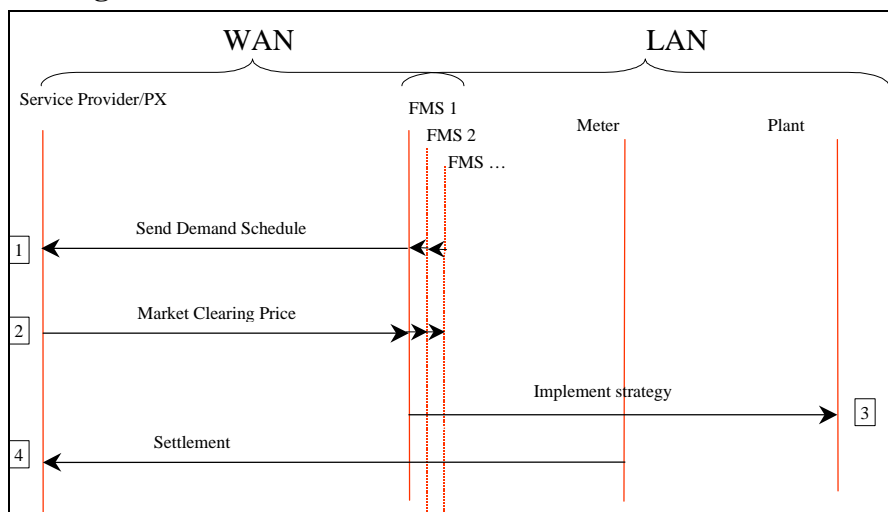 WAN
LAN
Service Provider/PX
FMS 1
FMS 2
FMS …
Meter
Plant
Send Demand Schedule
1
Market Clearing Price
2
Implement strategy
3
Settlement
4